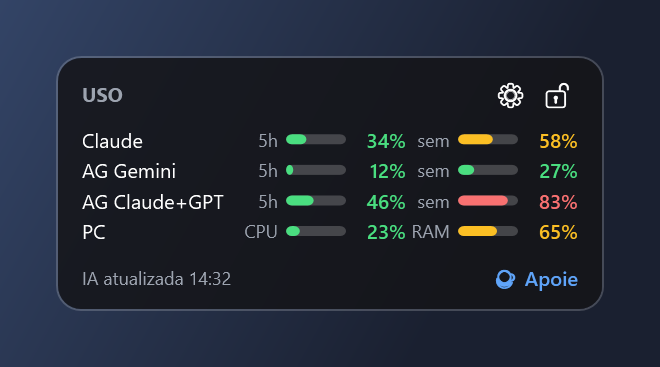 USO
Claude 5h 34% sem 58%
AG Gemini 5h 12% sem 27%
AG Claude+GPT 5h 46% sem 83%
PC CPU 23% RAM 65%
IA atualizada 14:32 Apoie